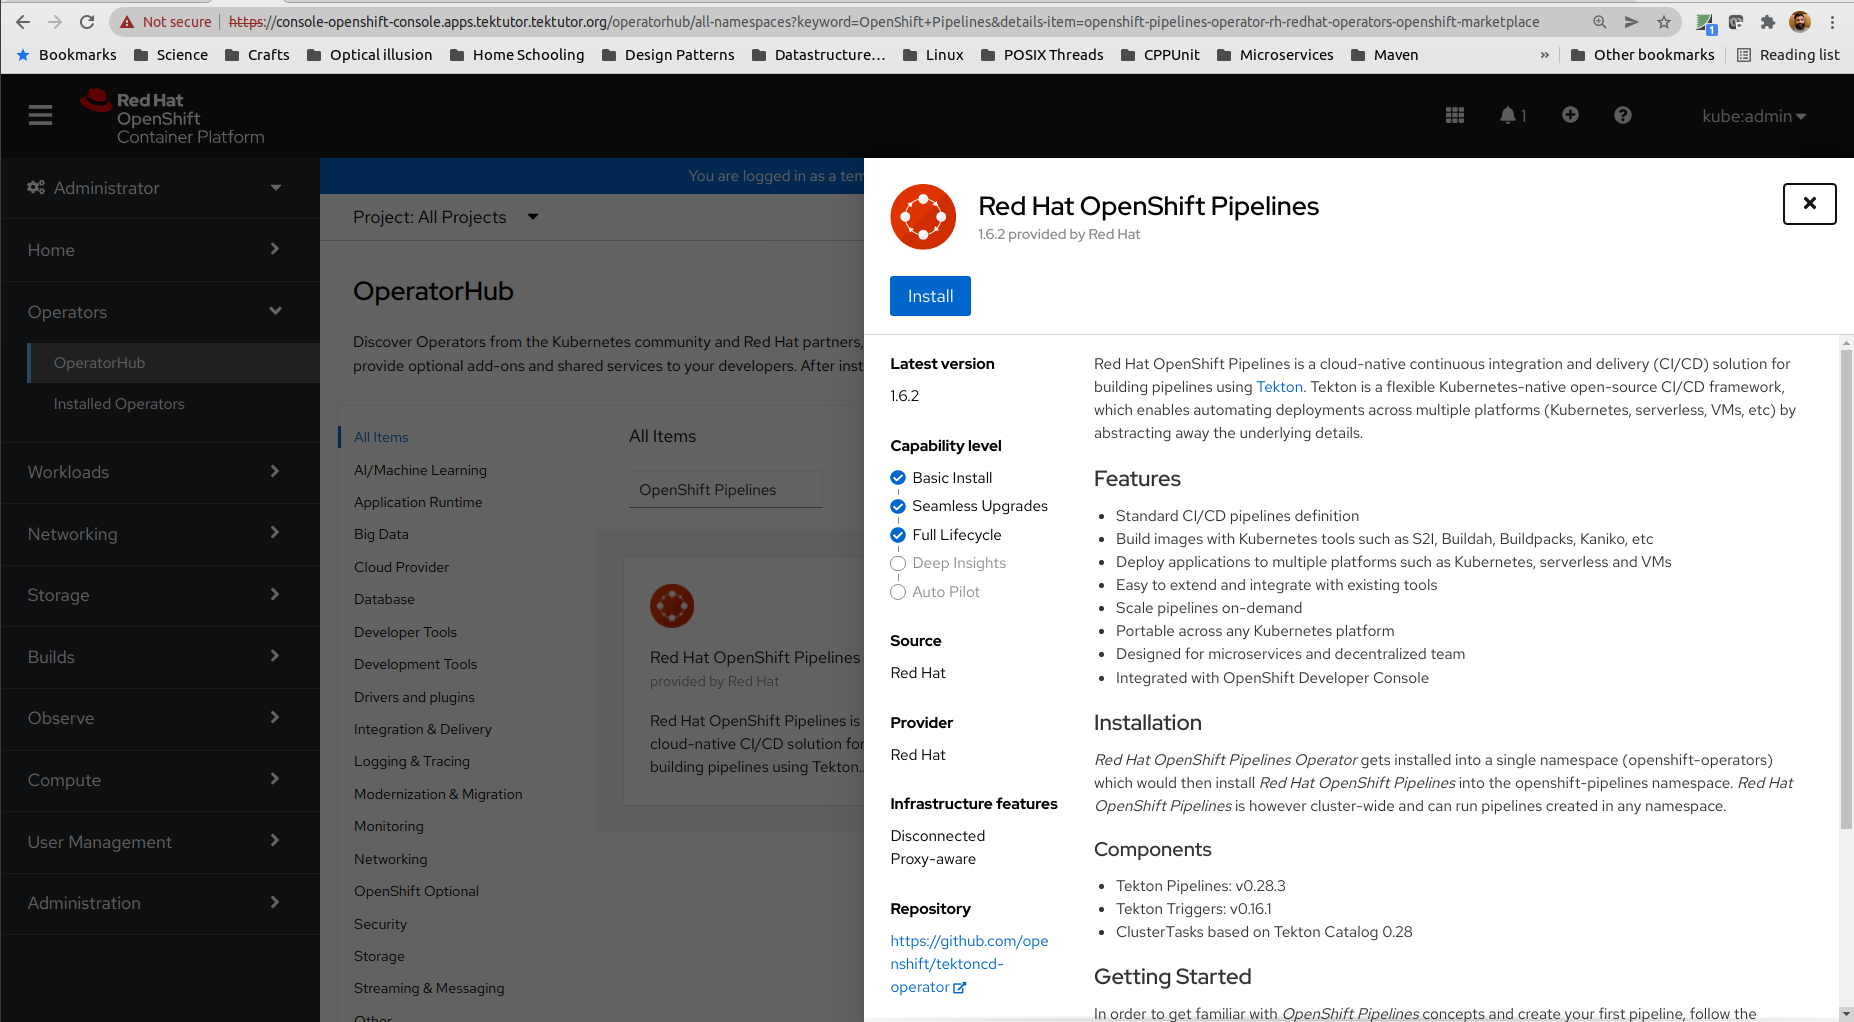 Not secure https://console-openshift-console.apps.tektutor.tektutor.org/operatorhub/all-namespaces?keyword=OpenShift+Pipelines&details-item=openshift-pipelines-operator-rh-redhat-operators-openshift-marketplace
1
Bookmarks Science Crafts Optical illusion Home Schooling Design Patterns Datastructure... Linux POSIX Threads CPPUnit Microservices Maven » Other bookmarks Reading list
Red Hat
OpenShift
Container Platform
1
kube:admin
Administrator
Home
Operators
OperatorHub
Installed Operators
Workloads
Networking
Storage
Builds
Observe
Compute
User Management
Administration
You are logged in as a tem
Project: All Projects
OperatorHub
Discover Operators from the Kubernetes community and Red Hat partners,
provide optional add-ons and shared services to your developers. After inst
All Items
AI/Machine Learning
Application Runtime
Big Data
Cloud Provider
Database
Developer Tools
Development Tools
Drivers and plugins
Integration & Delivery
Logging & Tracing
Modernization & Migration
Monitoring
Networking
OpenShift Optional
Security
Storage
Streaming & Messaging
Other
All Items
OpenShift Pipelines
Red Hat OpenShift Pipelines
provided by Red Hat
Red Hat OpenShift Pipelines is
cloud-native CI/CD solution for
building pipelines using Tekton...
Red Hat OpenShift Pipelines
1.6.2 provided by Red Hat
Install
Latest version
1.6.2
Capability level
Basic Install
Seamless Upgrades
Full Lifecycle
Deep Insights
Auto Pilot
Source
Red Hat
Provider
Red Hat
Infrastructure features
Disconnected
Proxy-aware
Repository
https://github.com/ope
nshift/tektoncd-
operator
Red Hat OpenShift Pipelines is a cloud-native continuous integration and delivery (CI/CD) solution for
building pipelines using Tekton. Tekton is a flexible Kubernetes-native open-source CI/CD framework,
which enables automating deployments across multiple platforms (Kubernetes, serverless, VMs, etc) by
abstracting away the underlying details.
Features
• Standard CI/CD pipelines definition
• Build images with Kubernetes tools such as S2I, Buildah, Buildpacks, Kaniko, etc
• Deploy applications to multiple platforms such as Kubernetes, serverless and VMs
• Easy to extend and integrate with existing tools
• Scale pipelines on-demand
• Portable across any Kubernetes platform
• Designed for microservices and decentralized team
• Integrated with OpenShift Developer Console
Installation
Red Hat OpenShift Pipelines Operator gets installed into a single namespace (openshift-operators)
which would then install Red Hat OpenShift Pipelines into the openshift-pipelines namespace. Red Hat
OpenShift Pipelines is however cluster-wide and can run pipelines created in any namespace.
Components
• Tekton Pipelines: v0.28.3
• Tekton Triggers: v0.16.1
• ClusterTasks based on Tekton Catalog 0.28
Getting Started
In order to get familiar with OpenShift Pipelines concepts and create your first pipeline, follow the